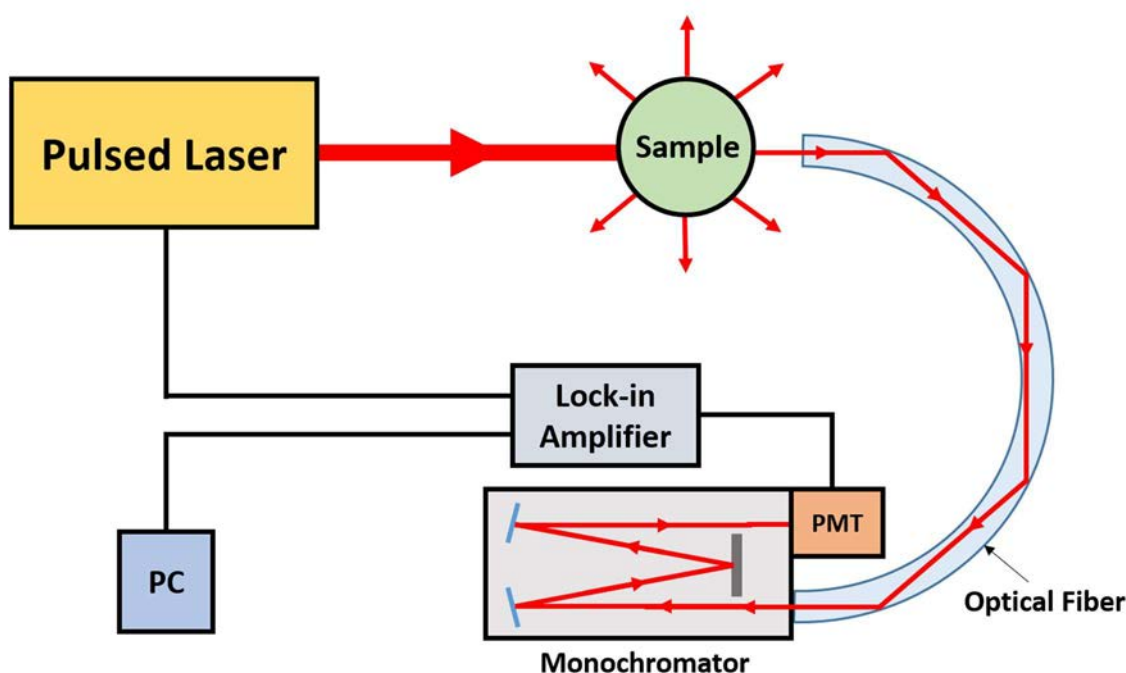 Pulsed Laser
Sample
Lock-in
Amplifier
PMT
PC
Optical Fiber
Monochromator